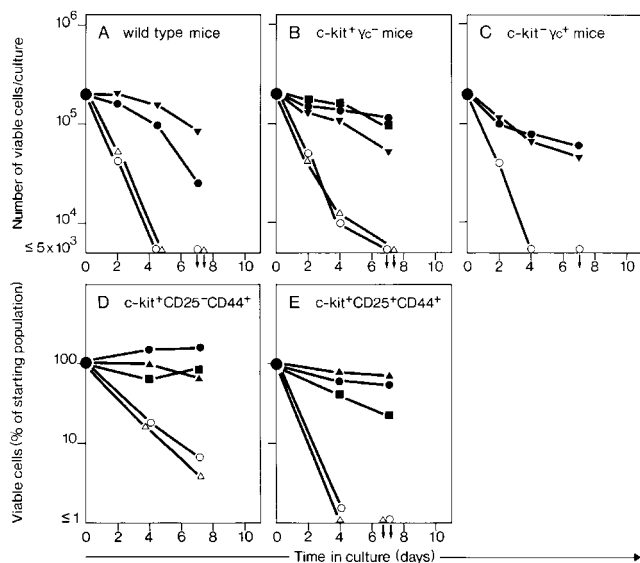 A wild type mice
B c-kit⁺ γc⁻ mice
C c-kit⁻ γc⁺ mice
Number of viable cells/culture
10⁶
10⁵
10⁴
≤ 5 x 10³
0 2 4 6 8 10
0 2 4 6 8 10
0 2 4 6 8 10
D c-kit⁺CD25⁻CD44⁺
E c-kit⁺CD25⁺CD44⁺
Viable cells (% of starting population)
100
10
≤ 1
0 2 4 6 8 10
0 2 4 6 8 10
Time in culture (days)